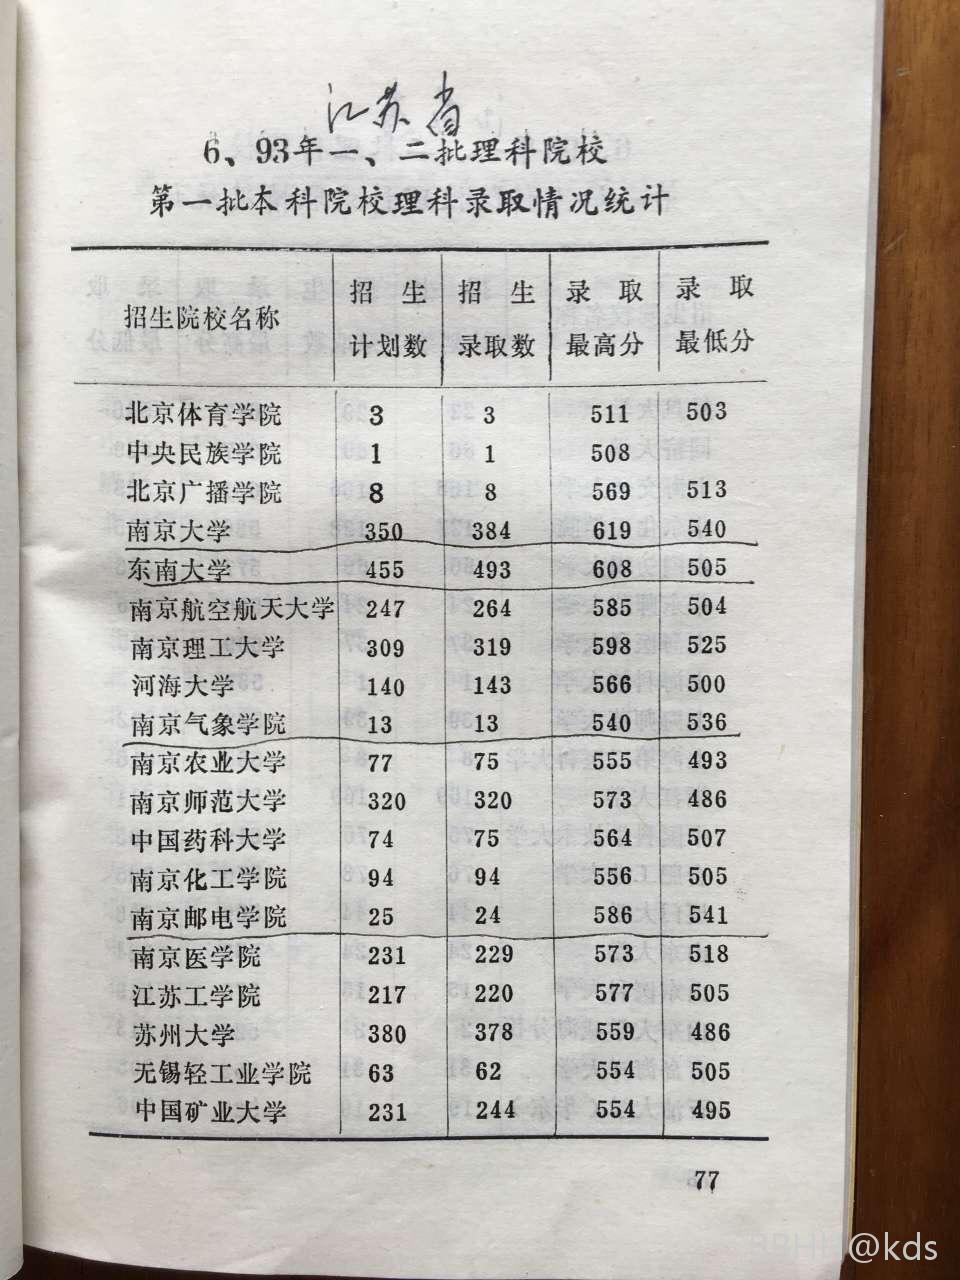 江苏省
6、93年一、二批理科院校
第一批本科院校理科录取情况统计
招生院校名称 招生计划数 招生录取数 录取最高分 录取最低分
北京体育学院 3 3 511 503
中央民族学院 1 1 508
北京广播学院 8 8 569 513
南京大学 350 384 619 540
东南大学 455 493 608 505
南京航空航天大学 247 264 585 504
南京理工大学 309 319 598 525
河海大学 140 143 566 500
南京气象学院 13 13 540 536
南京农业大学 77 75 555 493
南京师范大学 320 320 573 486
中国药科大学 74 75 564 507
南京化工学院 94 94 556 505
南京邮电学院 25 24 586 541
南京医学院 231 229 573 518
江苏工学院 217 220 577 505
苏州大学 380 378 559 486
无锡轻工业学院 63 62 554 505
中国矿业大学 231 244 554 495
77
@kds